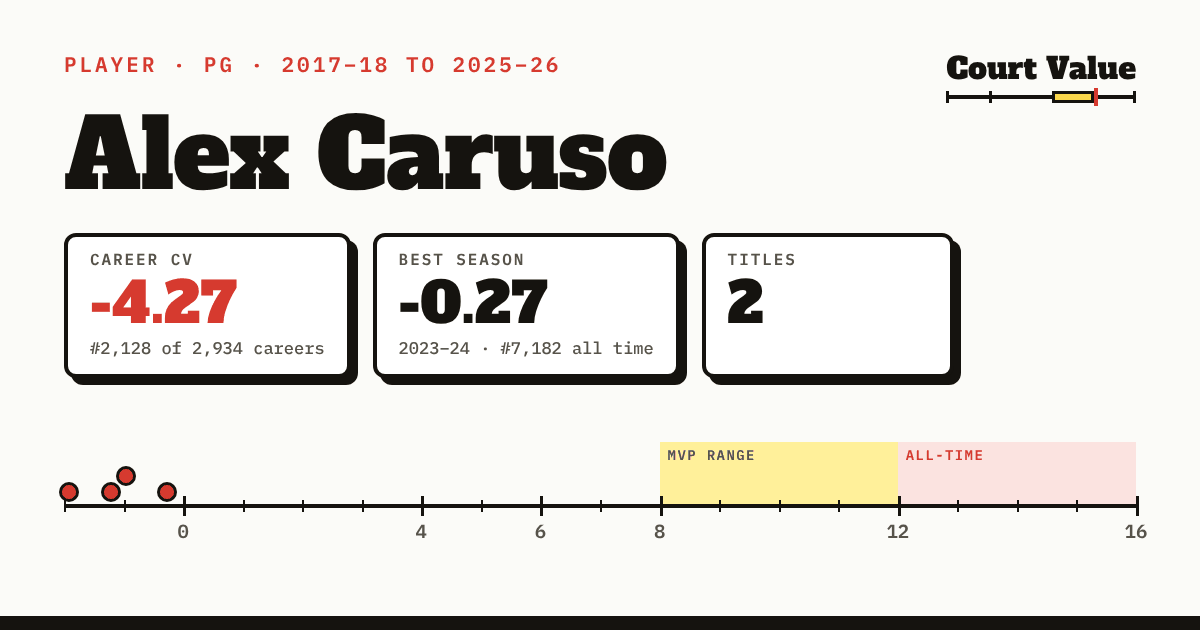 PLAYER · PG · 2017–18 TO 2025–26
Court Value
Alex Caruso
CAREER CV
-4.27
#2,128 of 2,934 careers
BEST SEASON
-0.27
2023–24 · #7,182 all time
TITLES
2
MVP RANGE
ALL-TIME
0 4 6 8 12 16